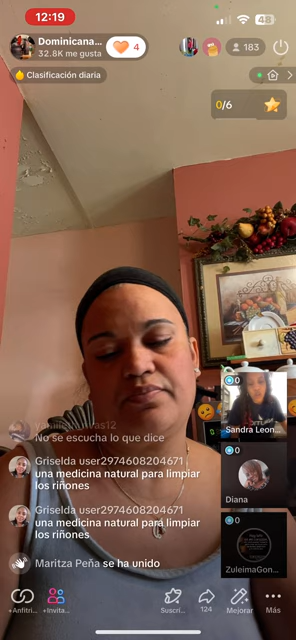 12:19
48
Dominicana...
32.8K me gusta
4
183
Clasificación diaria
0/6
0
Sandra Leon...
0
Diana
0
ZuleimaGon...
No se escucha lo que dice
Griselda user2974608204671
una medicina natural para limpiar
los riñones
Griselda user2974608204671
una medicina natural para limpiar
los riñones
Maritza Peña se ha unido
+Anfitri...
+Invita...
Suscri...
124
Mejorar
Más